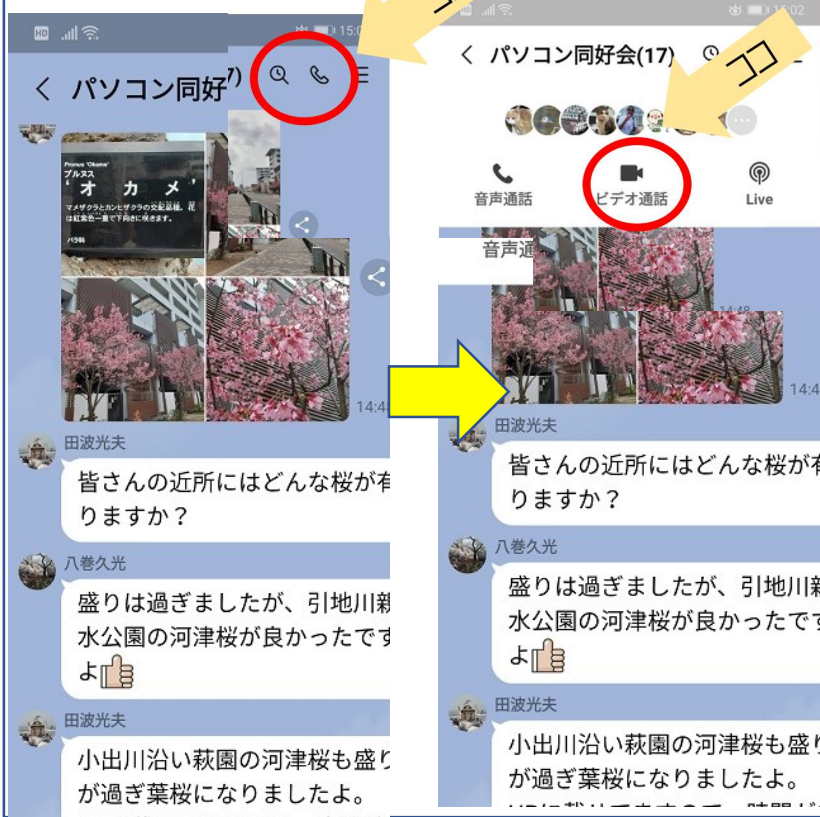 HD
15:0
パソコン同好
7)
Prunus 'Okame'
プルヌス
‘オカメ’
マメザクラとカンヒザクラの交配品種。花
は紅紫色一重で下向きに咲きます。
バラ科
14:48
田波光夫
皆さんの近所にはどんな桜が有
りますか？
八巻久光
盛りは過ぎましたが、引地川親
水公園の河津桜が良かったです
よ👍
田波光夫
小出川沿い萩園の河津桜も盛り
が過ぎ葉桜になりましたよ。
HD
15:02
パソコン同好会(17)
ココ
音声通話
ビデオ通話
Live
音声通
14:48
14:4
田波光夫
皆さんの近所にはどんな桜が有
りますか？
八巻久光
盛りは過ぎましたが、引地川親
水公園の河津桜が良かったです
よ👍
田波光夫
小出川沿い萩園の河津桜も盛り
が過ぎ葉桜になりましたよ。